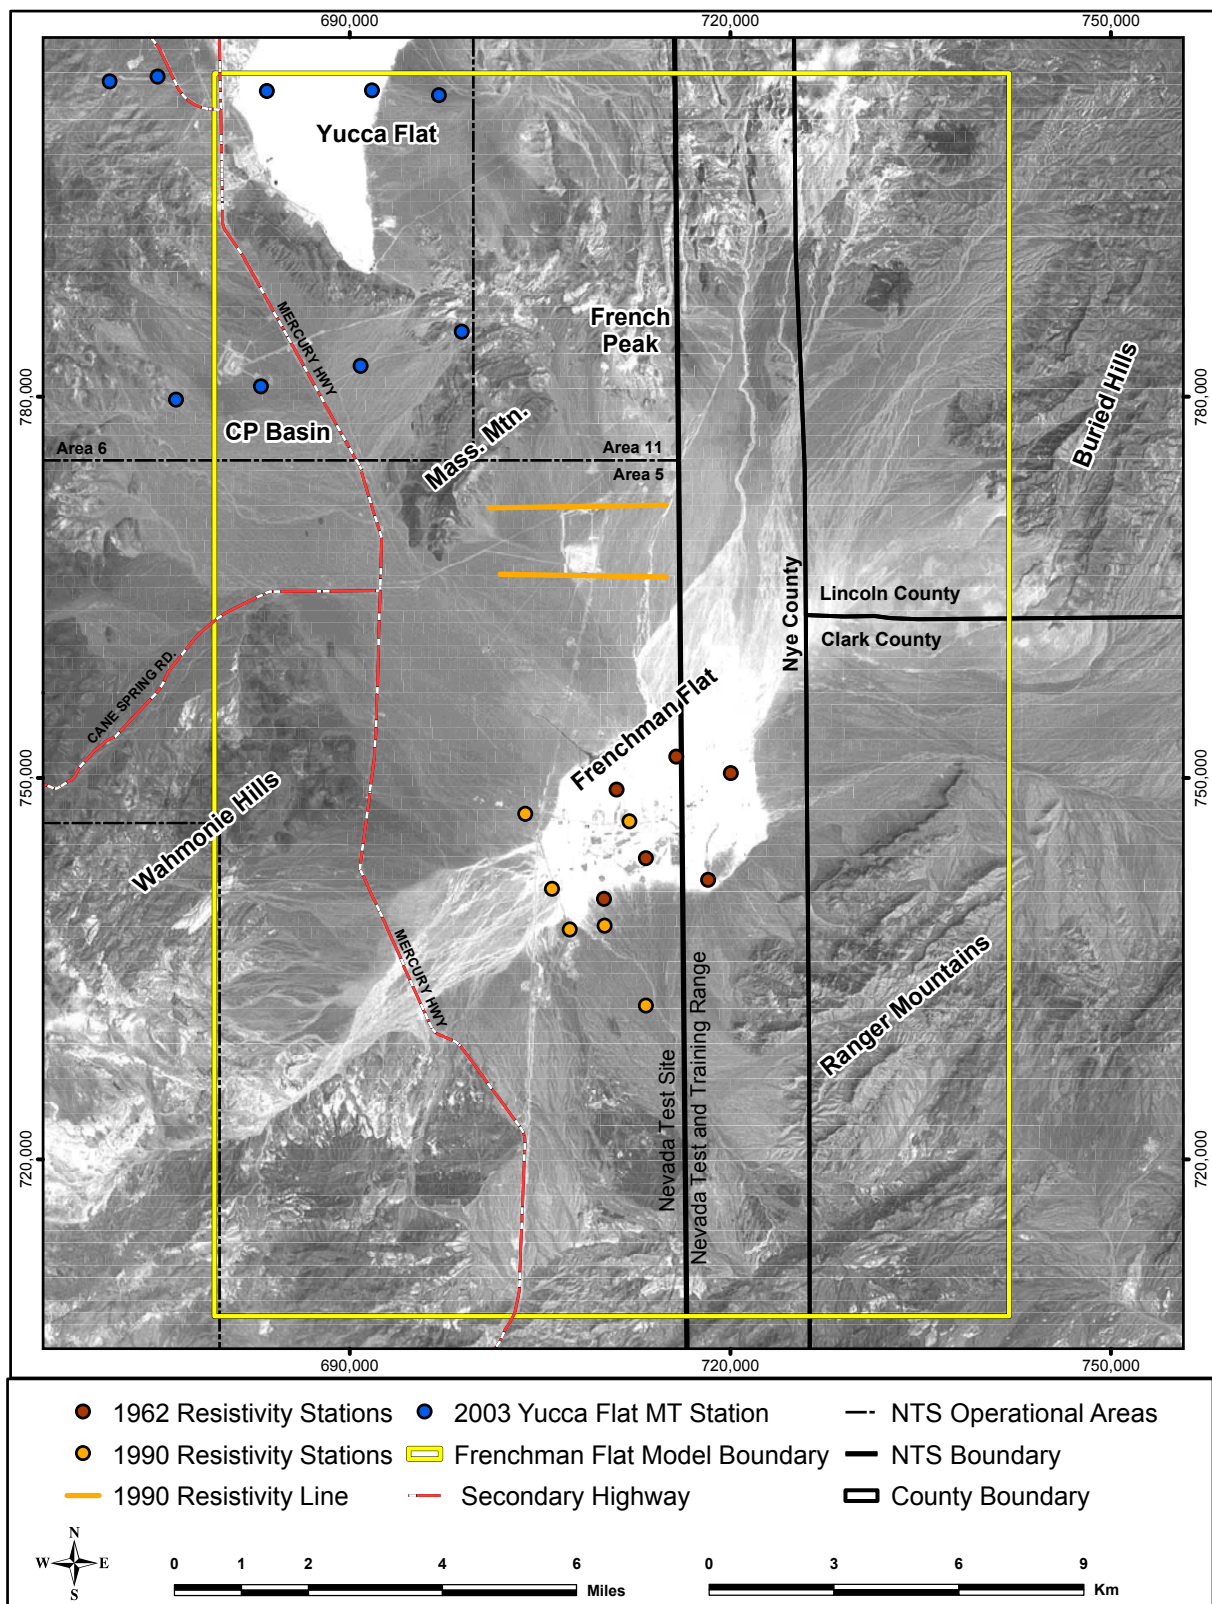 690,000
720,000
750,000
Yucca Flat
MERCURY HWY
French
Peak
780,000
780,000
Buried Hills
CP Basin
Mass. Mtn.
Area 6
Area 11
Area 5
Nye County
Lincoln County
Clark County
CANE SPRING RD.
Frenchman Flat
750,000
750,000
Wahmonie Hills
MERCURY HWY
Ranger Mountains
Nevada Test Site
Nevada Test and Training Range
720,000
720,000
690,000
720,000
750,000
1962 Resistivity Stations
2003 Yucca Flat MT Station
NTS Operational Areas
1990 Resistivity Stations
Frenchman Flat Model Boundary
NTS Boundary
1990 Resistivity Line
Secondary Highway
County Boundary
N
W
E
S
0 1 2 4 6
Miles
0 3 6 9
Km